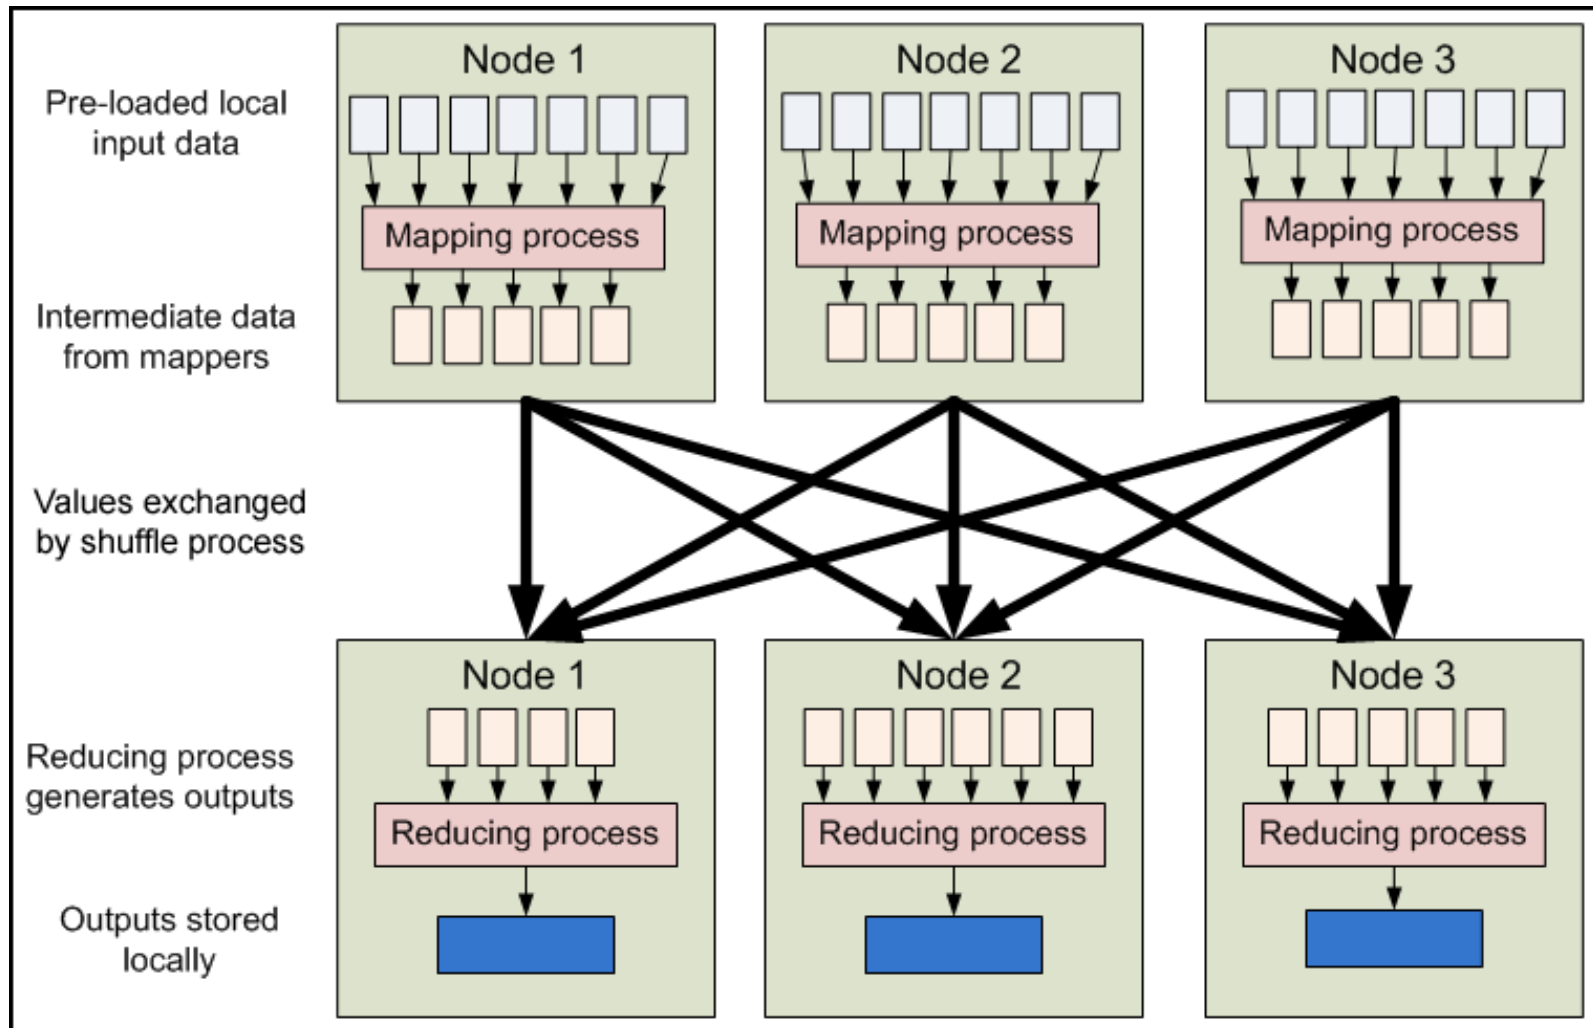 Node 1
Node 2
Node 3
Pre-loaded local
input data
Mapping process
Mapping process
Mapping process
Intermediate data
from mappers
Values exchanged
by shuffle process
Node 1
Node 2
Node 3
Reducing process
generates outputs
Reducing process
Reducing process
Reducing process
Outputs stored
locally